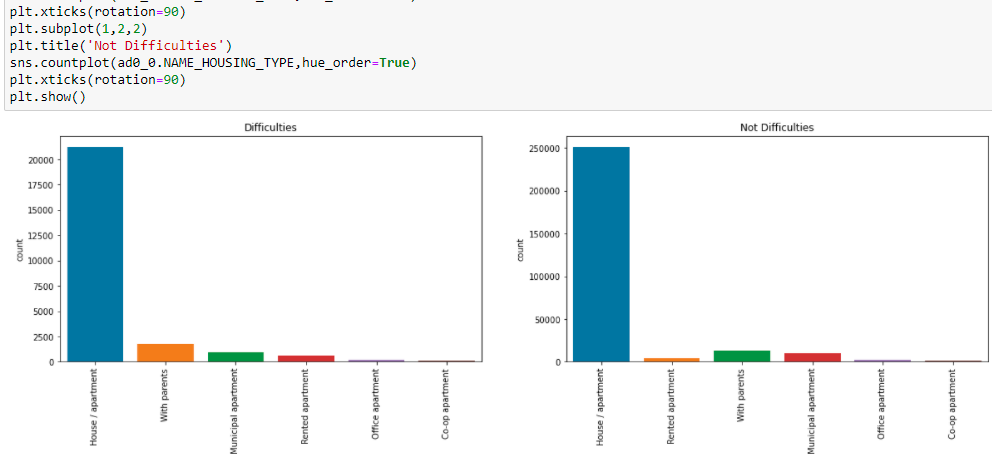 plt.xticks(rotation=90)
plt.subplot(1,2,2)
plt.title('Not Difficulties')
sns.countplot(ad0_0.NAME_HOUSING_TYPE,hue_order=True)
plt.xticks(rotation=90)
plt.show()
Difficulties
20000
17500
15000
12500
10000
7500
5000
2500
0
count
House / apartment
With parents
Municipal apartment
Rented apartment
Office apartment
Co-op apartment
Not Difficulties
250000
200000
150000
100000
50000
0
count
House / apartment
Rented apartment
With parents
Municipal apartment
Office apartment
Co-op apartment